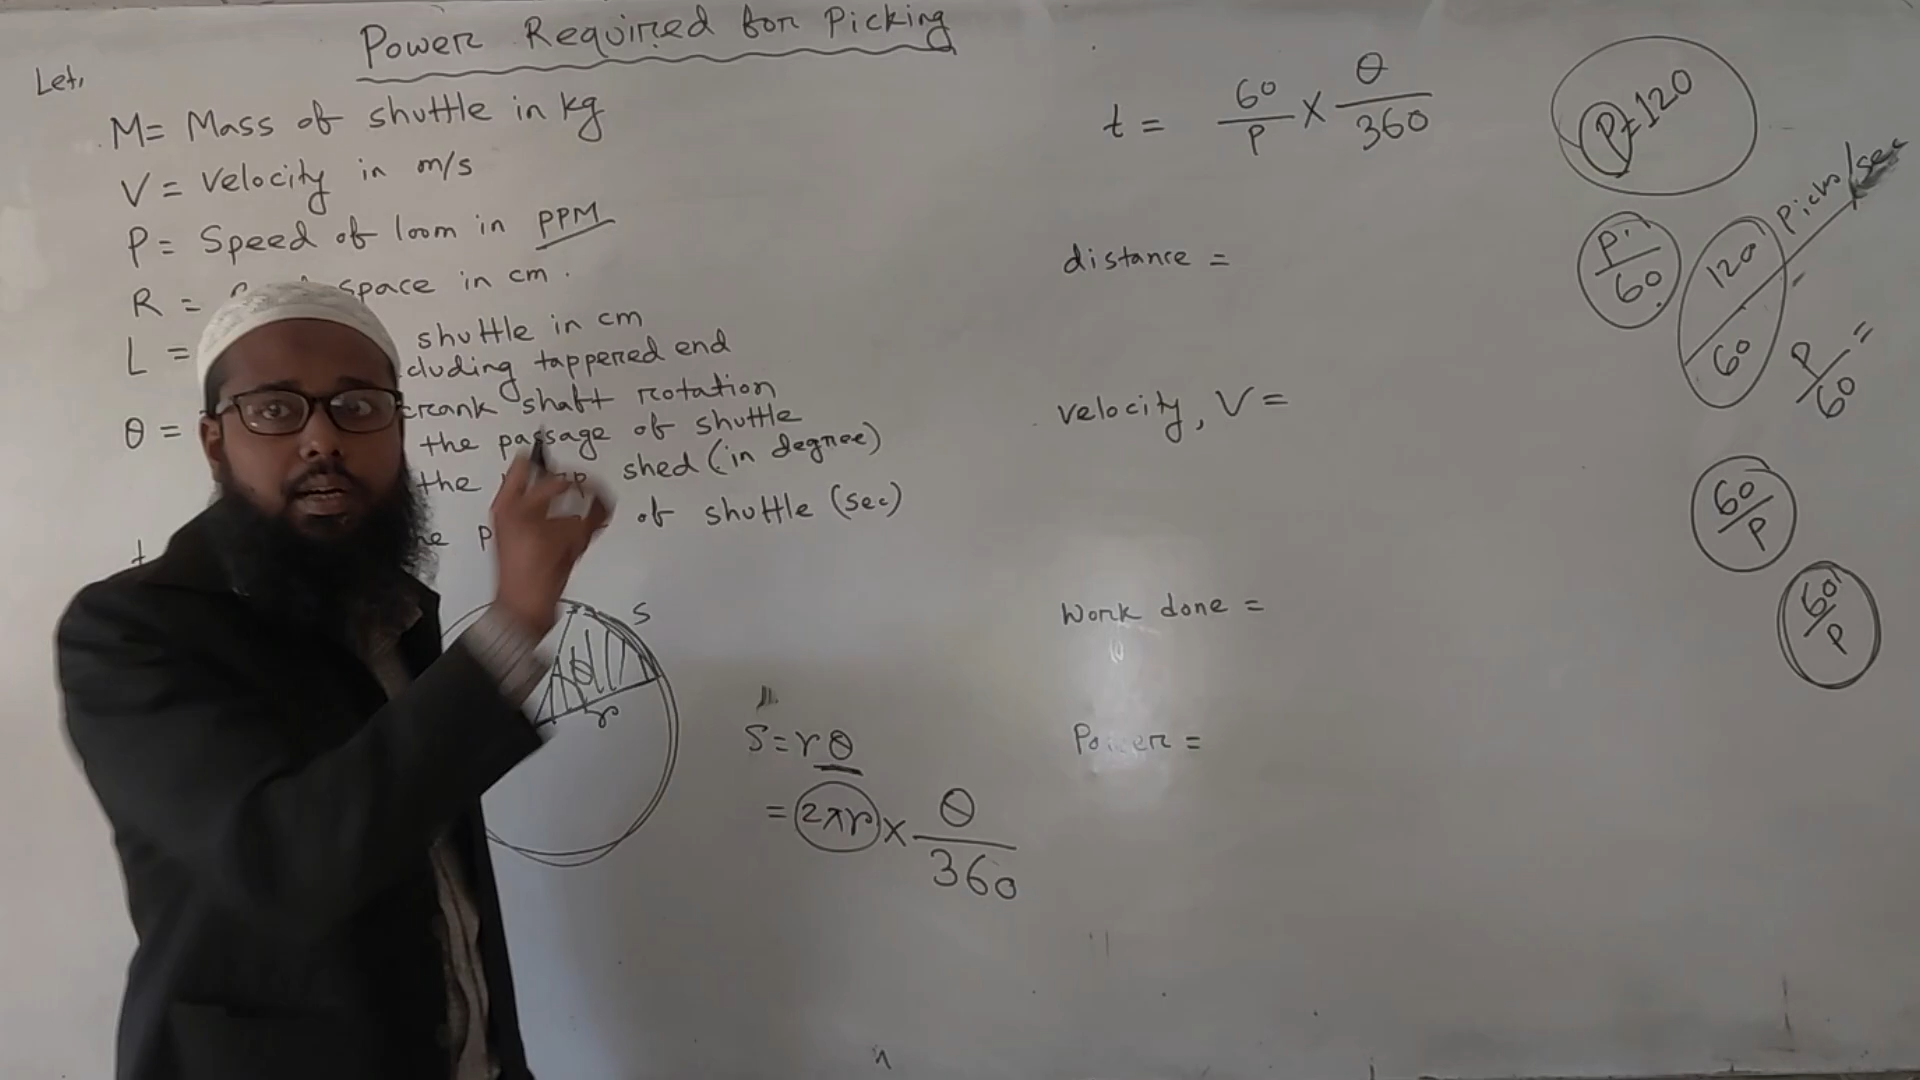 Power Required for Picking
Let,
M= Mass of shuttle in kg
V = Velocity in m/s
P = Speed of loom in PPM
R = space in cm.
L = shuttle in cm
cluding tappered end
θ = crank shaft rotation
the passage of shuttle
the shed (in degree)
t he p of shuttle (sec)
S
θ
r
S=rθ
= 2πr x θ/360
t = 60/P x θ/360
distance =
velocity, V =
Work done =
Power =
P=120
P/60
120/60 Picks/sec
P/60 =
60/P
60/P